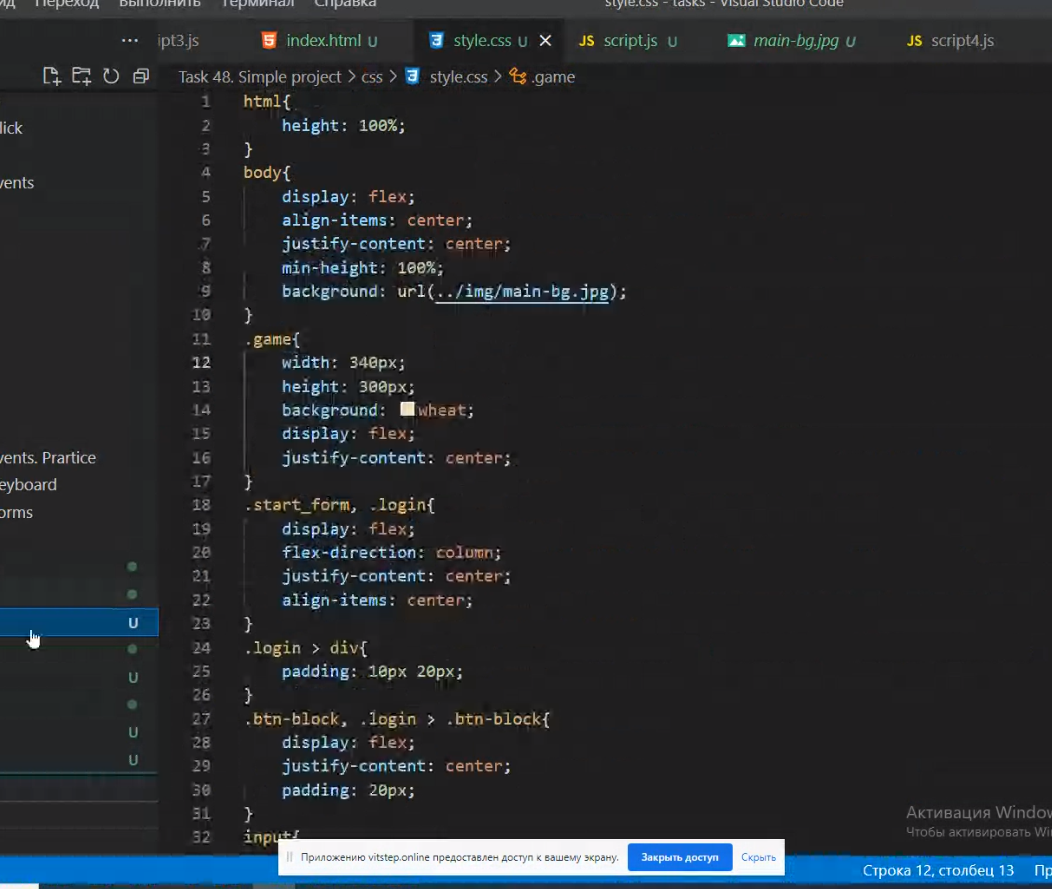 Переход Выполнить Терминал Справка style.css - tasks - Visual Studio Code
ipt3.js index.html U style.css U script.js U main-bg.jpg U script4.js
Task 48. Simple project > css > style.css > .game
lick
vents
vents. Prartice
eyboard
orms
U
U
U
U
1 html{
2 height: 100%;
3 }
4 body{
5 display: flex;
6 align-items: center;
7 justify-content: center;
8 min-height: 100%;
9 background: url(../img/main-bg.jpg);
10 }
11 .game{
12 width: 340px;
13 height: 300px;
14 background: wheat;
15 display: flex;
16 justify-content: center;
17 }
18 .start_form, .login{
19 display: flex;
20 flex-direction: column;
21 justify-content: center;
22 align-items: center;
23 }
24 .login > div{
25 padding: 10px 20px;
26 }
27 .btn-block, .login > .btn-block{
28 display: flex;
29 justify-content: center;
30 padding: 20px;
31 }
32 input{
Активация Window
Чтобы активировать Wi
Приложению vitstep.online предоставлен доступ к вашему экрану. Закрыть доступ Скрыть
Строка 12, столбец 13 Пр